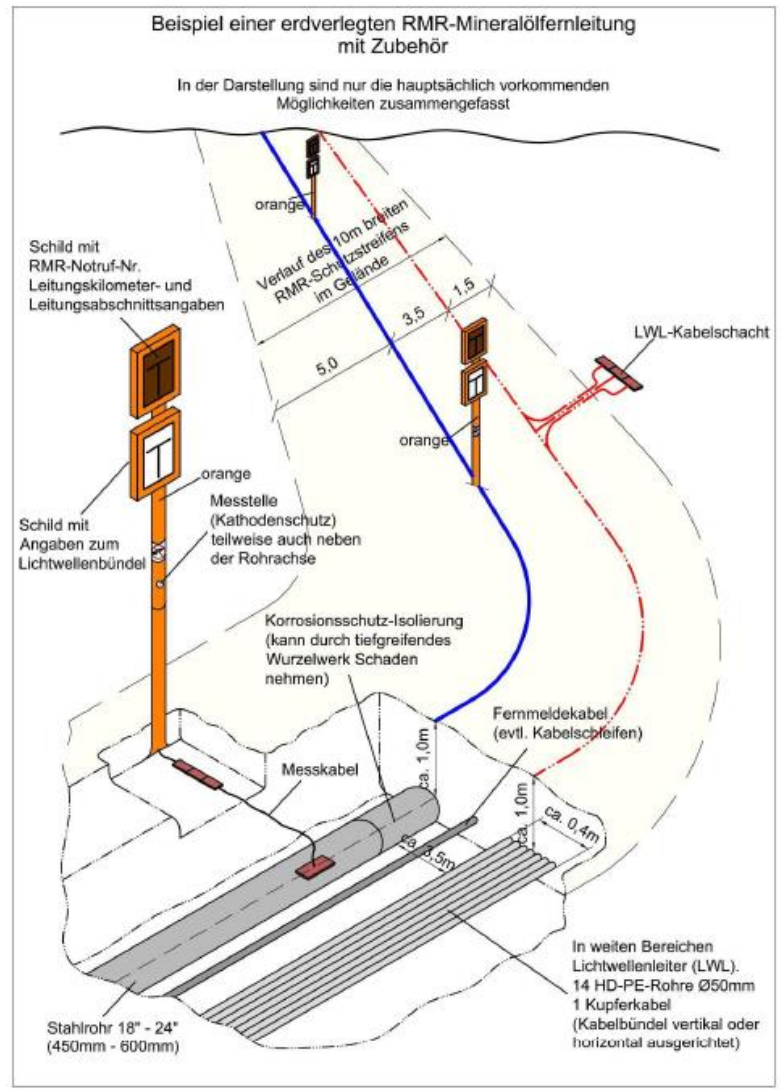 Beispiel einer erdverlegten RMR-Mineralölfernleitung
mit Zubehör
In der Darstellung sind nur die hauptsächlich vorkommenden
Möglichkeiten zusammengefasst
orange
Verlauf des 10m breiten
RMR-Schutzstreifens
im Gelände
Schild mit
RMR-Notruf-Nr.
Leitungskilometer- und
Leitungsabschnittsangaben
1,5
3,5
5,0
LWL-Kabelschacht
orange
orange
Messtelle
(Kathodenschutz)
teilweise auch neben
der Rohrachse
Schild mit
Angaben zum
Lichtwellenbündel
Korrosionsschutz-Isolierung
(kann durch tiefgreifendes
Wurzelwerk Schaden
nehmen)
Fernmeldekabel
(evtl. Kabelschleifen)
Messkabel
ca. 1,0m
ca. 1,0m
ca. 0,4m
ca. 3,5m
In weiten Bereichen
Lichtwellenleiter (LWL).
14 HD-PE-Rohre Ø50mm
1 Kupferkabel
(Kabelbündel vertikal oder
horizontal ausgerichtet)
Stahlrohr 18" - 24"
(450mm - 600mm)